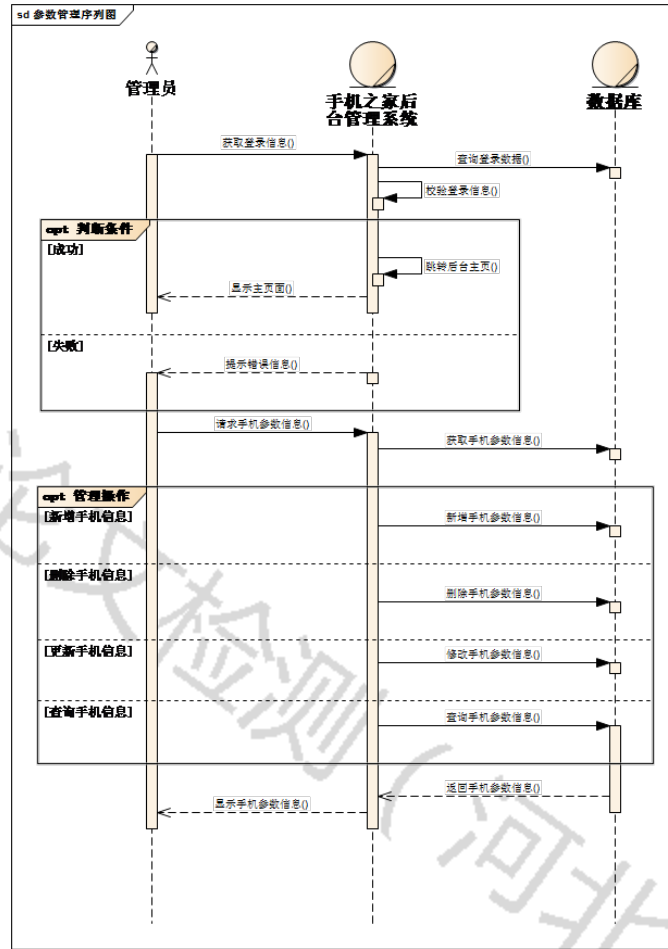 sd 参数管理序列图
管理员
手机之家后
台管理系统
数据库
获取登录信息()
查询登录数据()
校验登录信息()
opt 判断条件
[成功]
跳转后台主页()
显示主页面()
[失败]
提示错误信息()
请求手机参数信息()
获取手机参数信息()
opt 管理操作
[新增手机信息]
新增手机参数信息()
[删除手机信息]
删除手机参数信息()
[更新手机信息]
修改手机参数信息()
[查询手机信息]
查询手机参数信息()
返回手机参数信息()
显示手机参数信息()
论文检测(河北